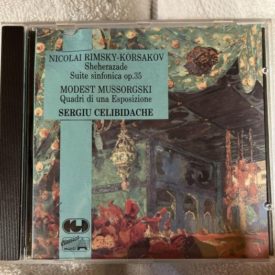 NICOLAI RIMSKY-KORSAKOV
Sheherazade
Suite sinfonica op.35
MODEST MUSSORGSKI
Quadri di una Esposizione
SERGIU CELIBIDACHE